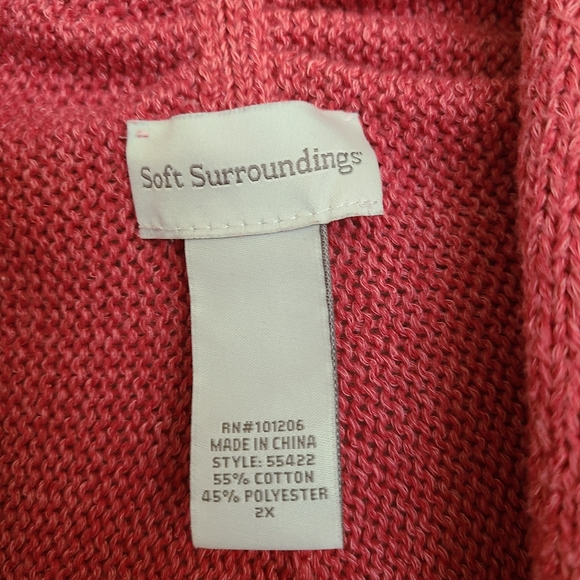 Soft Surroundings
RN#101206
MADE IN CHINA
STYLE: 55422
55% COTTON
45% POLYESTER
2X